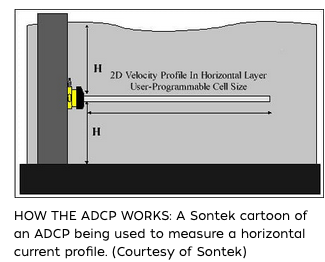 H
2D Velocity Profile In Horizontal Layer
User-Programmable Cell Size
H
HOW THE ADCP WORKS: A Sontek cartoon of
an ADCP being used to measure a horizontal
current profile. (Courtesy of Sontek)